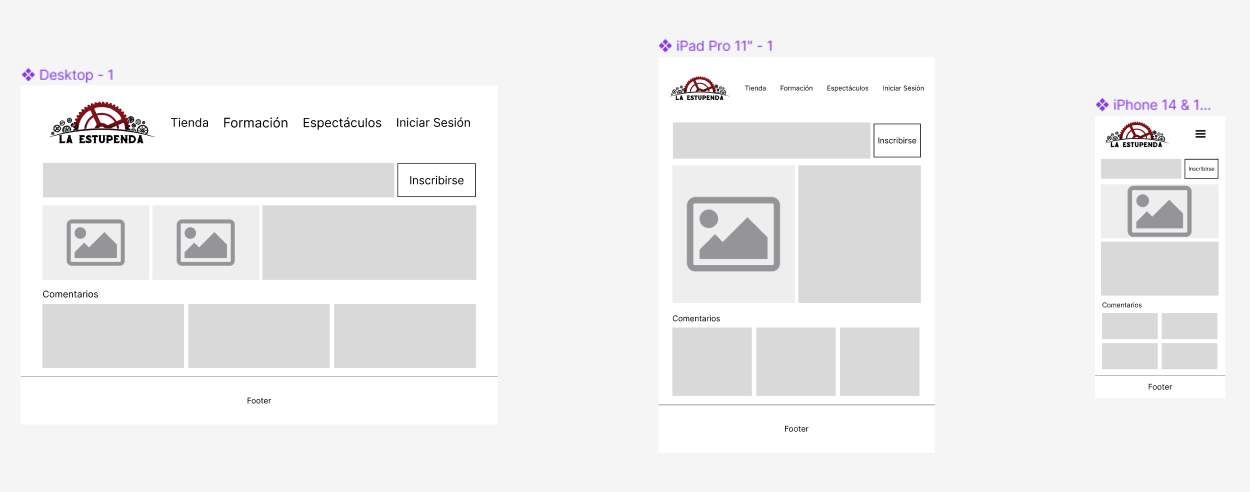 Desktop - 1
LA ESTUPENDA
Tienda Formación Espectáculos Iniciar Sesión
Inscribirse
Comentarios
Footer
iPad Pro 11" - 1
LA ESTUPENDA
Tienda Formación Espectáculos Iniciar Sesión
Inscribirse
Comentarios
Footer
iPhone 14 & 1...
LA ESTUPENDA
Inscribirse
Comentarios
Footer